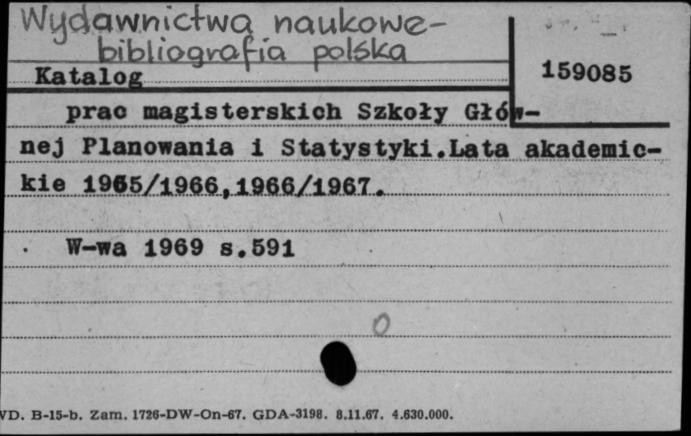 Wydawnictwa naukowe-
bibliografia polska
Katalog
159085
prac magisterskich Szkoły Głów-
nej Planowania i Statystyki.Lata akademic-
kie 1965/1966,1966/1967.
W-wa 1969 s.591
0
VD. B-15-b. Zam. 1726-DW-On-67. GDA-3198. 8.11.67. 4.630.000.